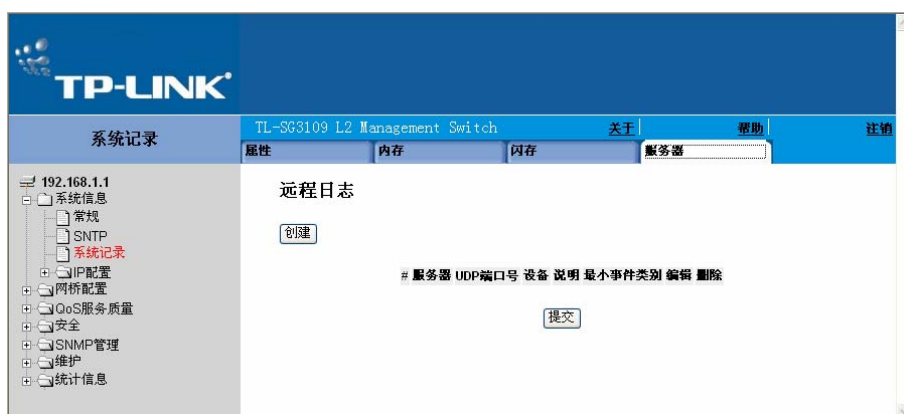 TP-LINK
系统记录
TL-SG3109 L2 Management Switch 关于 帮助 注销
属性 内存 闪存 服务器
192.168.1.1
系统信息
常规
SNTP
系统记录
IP配置
网桥配置
QoS服务质量
安全
SNMP管理
维护
统计信息
远程日志
创建
# 服务器 UDP端口号 设备 说明 最小事件类别 编辑 删除
提交